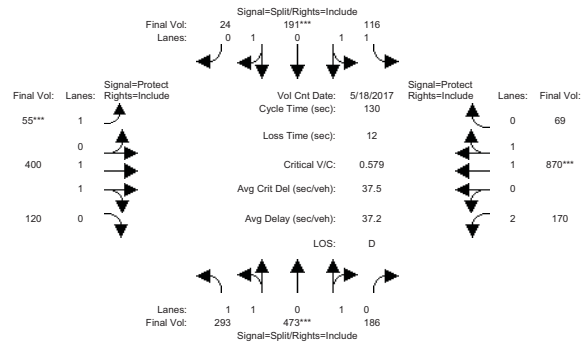 Signal=Split/Rights=Include
Final Vol: 24 191*** 116
Lanes: 0 1 0 1 1
Signal=Protect
Rights=Include
Final Vol: Lanes:
Vol Cnt Date: 5/18/2017
Signal=Protect
Rights=Include
Lanes: Final Vol:
Cycle Time (sec): 130
55*** 1
0 69
Loss Time (sec): 12
0
1
400 1
Critical V/C: 0.579
1 870***
1
Avg Crit Del (sec/veh): 37.5
0
120 0
Avg Delay (sec/veh): 37.2
2 170
LOS: D
Lanes: 1 1 0 1 0
Final Vol: 293 473*** 186
Signal=Split/Rights=Include